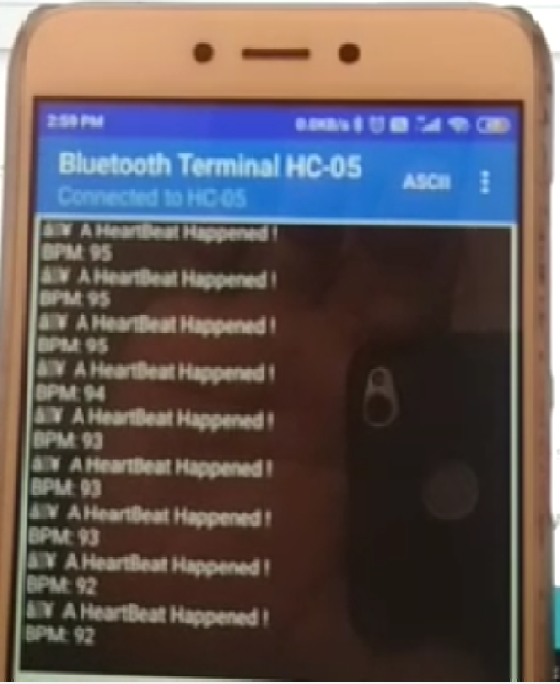 2:59 PM 0.0KB/s
Bluetooth Terminal HC-05
Connected to HC-05
ASCII
A HeartBeat Happened !
BPM: 95
A HeartBeat Happened !
BPM: 95
A HeartBeat Happened !
BPM: 95
A HeartBeat Happened !
BPM: 94
A HeartBeat Happened !
BPM: 93
A HeartBeat Happened !
BPM: 93
A HeartBeat Happened !
BPM: 93
A HeartBeat Happened !
BPM: 92
A HeartBeat Happened !
BPM: 92